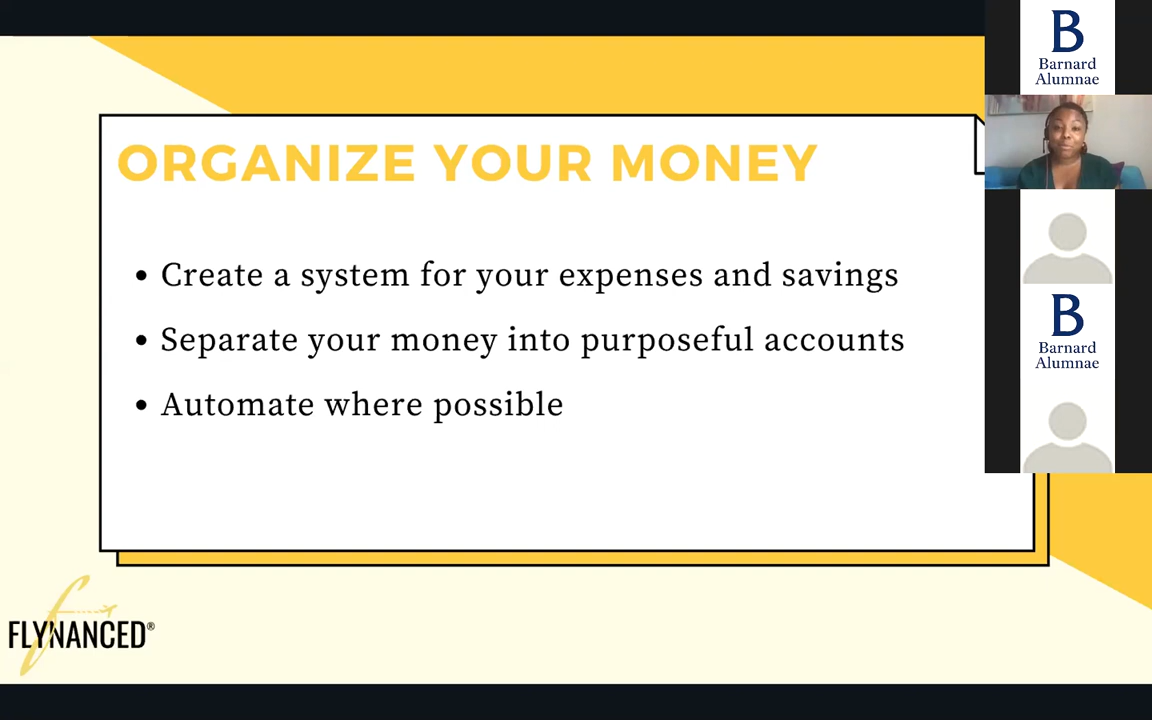 ORGANIZE YOUR MONEY
• Create a system for your expenses and savings
• Separate your money into purposeful accounts
• Automate where possible
f
FLYNANCED®
B
Barnard
Alumnae
B
Barnard
Alumnae